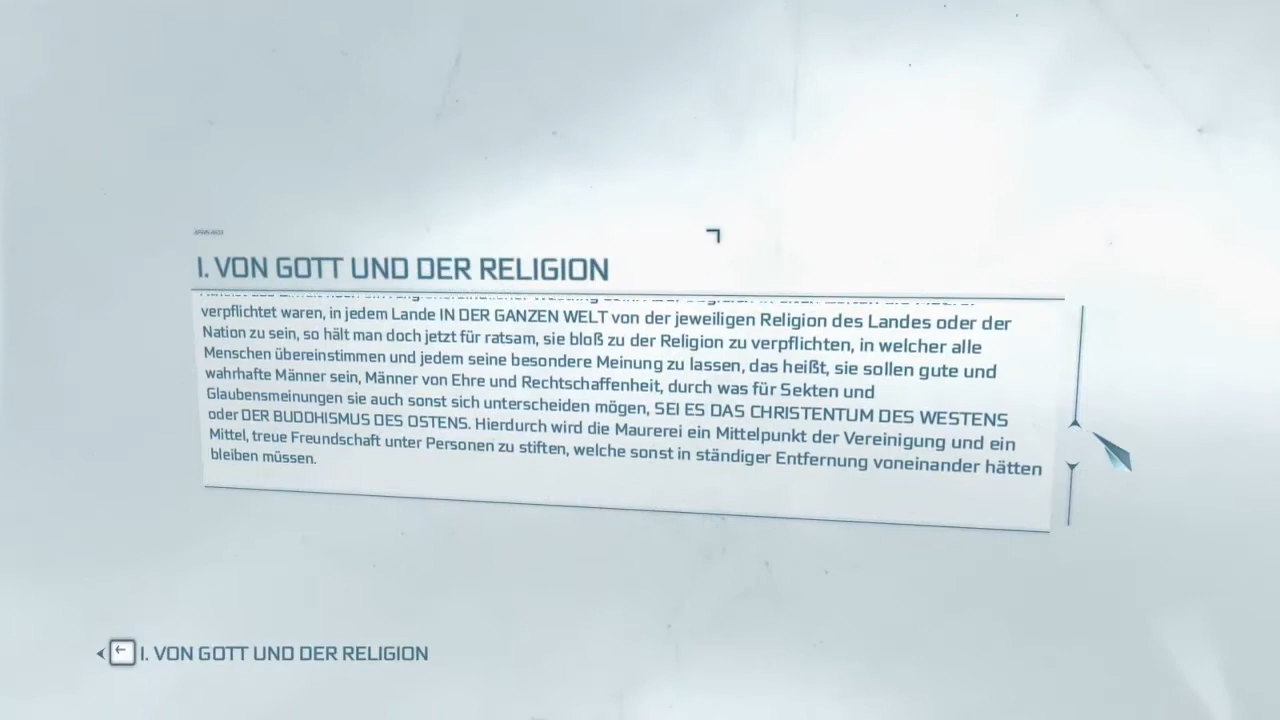 I. VON GOTT UND DER RELIGION
verpflichtet waren, in jedem Lande IN DER GANZEN WELT von der jeweiligen Religion des Landes oder der
Nation zu sein, so hält man doch jetzt für ratsam, sie bloß zu der Religion zu verpflichten, in welcher alle
Menschen übereinstimmen und jedem seine besondere Meinung zu lassen, das heißt, sie sollen gute und
wahrhafte Männer sein, Männer von Ehre und Rechtschaffenheit, durch was für Sekten und
Glaubensmeinungen sie auch sonst sich unterscheiden mögen, SEI ES DAS CHRISTENTUM DES WESTENS
oder DER BUDDHISMUS DES OSTENS. Hierdurch wird die Maurerei ein Mittelpunkt der Vereinigung und ein
Mittel, treue Freundschaft unter Personen zu stiften, welche sonst in ständiger Entfernung voneinander hätten
bleiben müssen.
I. VON GOTT UND DER RELIGION